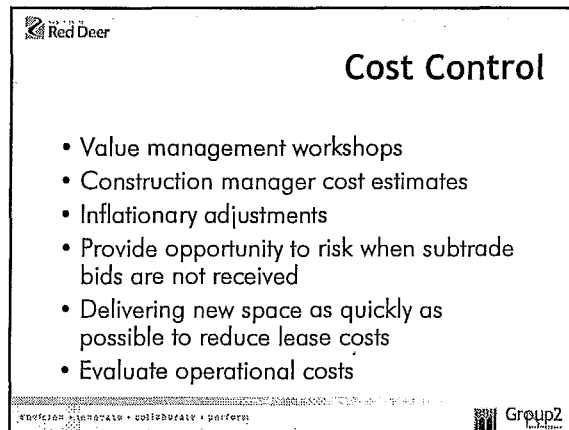 Red Deer
Cost Control
• Value management workshops
• Construction manager cost estimates
• Inflationary adjustments
• Provide opportunity to risk when subtrade
bids are not received
• Delivering new space as quickly as
possible to reduce lease costs
• Evaluate operational costs
envision • innovate • collaborate • perform
Group2